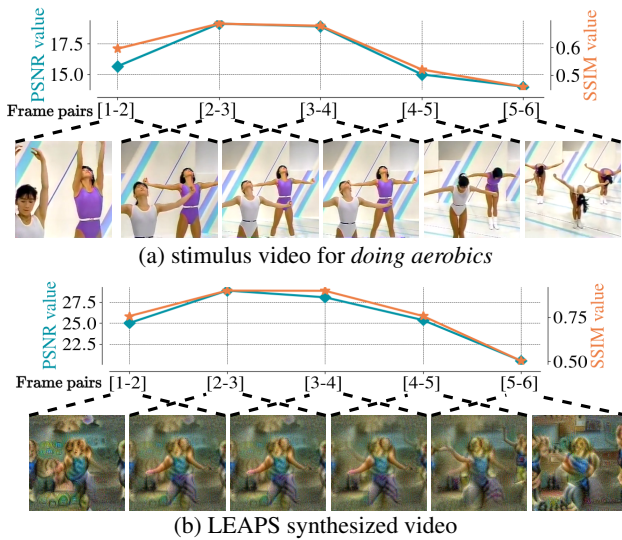 PSNR value
17.5
15.0
0.6
0.5
SSIM value
Frame pairs [1-2] [2-3] [3-4] [4-5] [5-6]
(a) stimulus video for doing aerobics
PSNR value
27.5
25.0
22.5
0.75
0.50
SSIM value
Frame pairs [1-2] [2-3] [3-4] [4-5] [5-6]
(b) LEAPS synthesized video